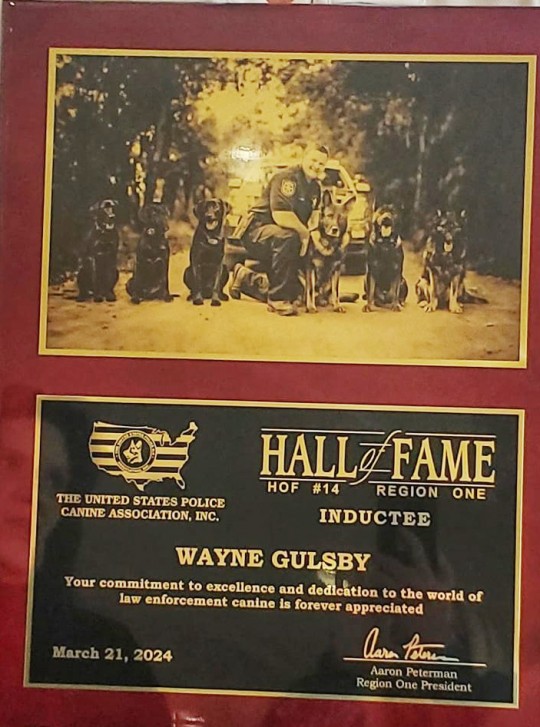 HALL of FAME
HOF #14 REGION ONE
INDUCTEE
THE UNITED STATES POLICE
CANINE ASSOCIATION, INC.
WAYNE GULSBY
Your commitment to excellence and dedication to the world of
law enforcement canine is forever appreciated
March 21, 2024
Aaron Peterman
Region One President